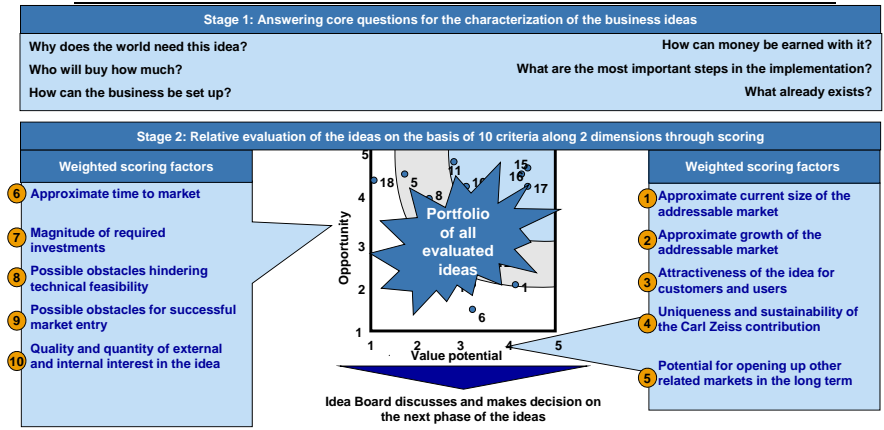 Stage 1: Answering core questions for the characterization of the business ideas
Why does the world need this idea?
Who will buy how much?
How can the business be set up?
How can money be earned with it?
What are the most important steps in the implementation?
What already exists?
Stage 2: Relative evaluation of the ideas on the basis of 10 criteria along 2 dimensions through scoring
Weighted scoring factors
6 Approximate time to market
7 Magnitude of required
investments
8 Possible obstacles hindering
technical feasibility
9 Possible obstacles for successful
market entry
10 Quality and quantity of external
and internal interest in the idea
5
4
3
2
1
Opportunity
18
5
8
11
15
16
17
1
6
Portfolio
of all
evaluated
ideas
1 2 3 4 5
Value potential
Weighted scoring factors
1 Approximate current size of the
addressable market
2 Approximate growth of the
addressable market
3 Attractiveness of the idea for
customers and users
4 Uniqueness and sustainability of
the Carl Zeiss contribution
5 Potential for opening up other
related markets in the long term
Idea Board discusses and makes decision on
the next phase of the ideas